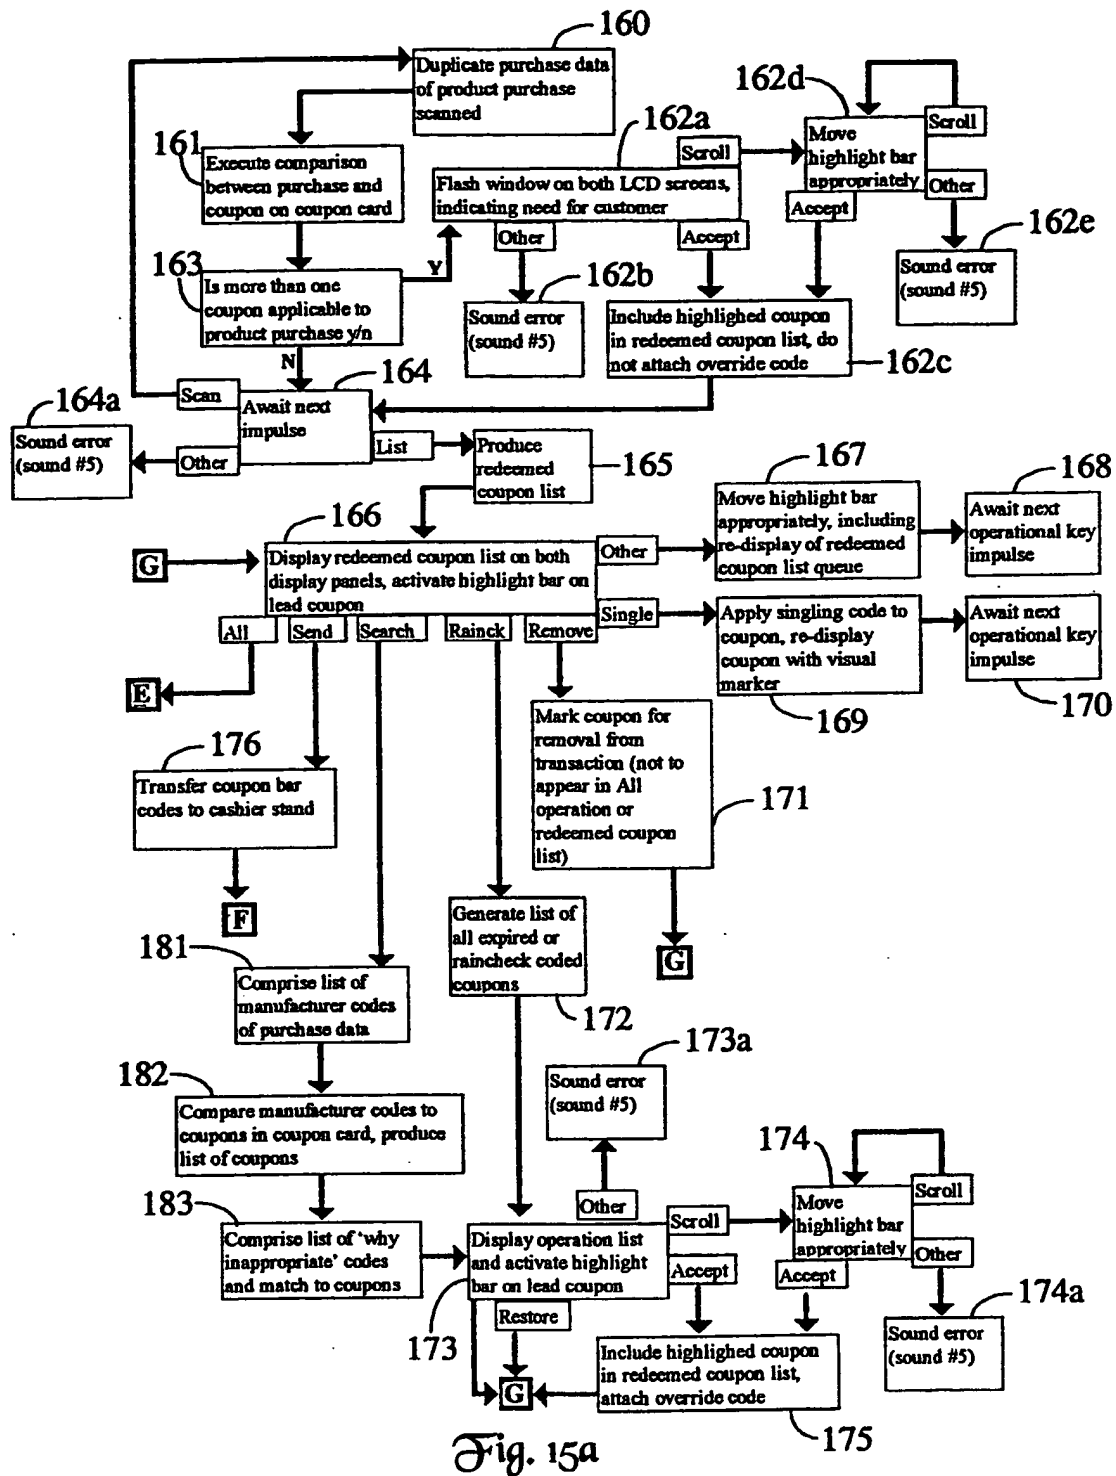 160
Duplicate purchase data
of product purchase
scanned
161
Execute comparison
between purchase and
coupon on coupon card
162a
Scroll
Flash window on both LCD screens,
indicating need for customer
Other
Accept
162d
Move
highlight bar
appropriately
Scroll
Other
Accept
162e
Sound error
(sound #5)
163
Is more than one
coupon applicable to
product purchase y/n
Y
N
162b
Sound error
(sound #5)
Include highlighed coupon
in redeemed coupon list, do
not attach override code
162c
164
Scan
Await next
impulse
Other
List
164a
Sound error
(sound #5)
Produce
redeemed
coupon list
165
166
G
Display redeemed coupon list on both
display panels, activate highlight bar on
lead coupon
Other
Single
All
Send
Search
Rainck
Remove
167
Move highlight bar
appropriately, including
re-display of redeemed
coupon list queue
168
Await next
operational key
impulse
Apply singling code to
coupon, re-display
coupon with visual
marker
169
Await next
operational key
impulse
170
E
176
Transfer coupon bar
codes to cashier stand
F
Mark coupon for
removal from
transaction (not to
appear in All
operation or
redeemed coupon
list)
171
G
181
Comprise list of
manufacturer codes
of purchase data
Generate list of
all expired or
raincheck coded
coupons
172
182
Compare manufacturer codes to
coupons in coupon card, produce
list of coupons
173a
Sound error
(sound #5)
183
Comprise list of 'why
inappropriate' codes
and match to coupons
Other
Scroll
Display operation list
and activate highlight
bar on lead coupon
Accept
Restore
173
174
Move
highlight bar
appropriately
Scroll
Other
Accept
174a
Sound error
(sound #5)
G
Include highlighed coupon
in redeemed coupon list,
attach override code
175
Fig. 15a